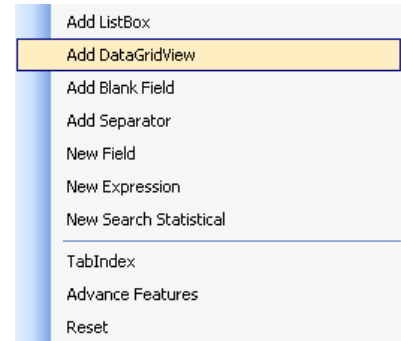 Add ListBox
Add DataGridView
Add Blank Field
Add Separator
New Field
New Expression
New Search Statistical
TabIndex
Advance Features
Reset